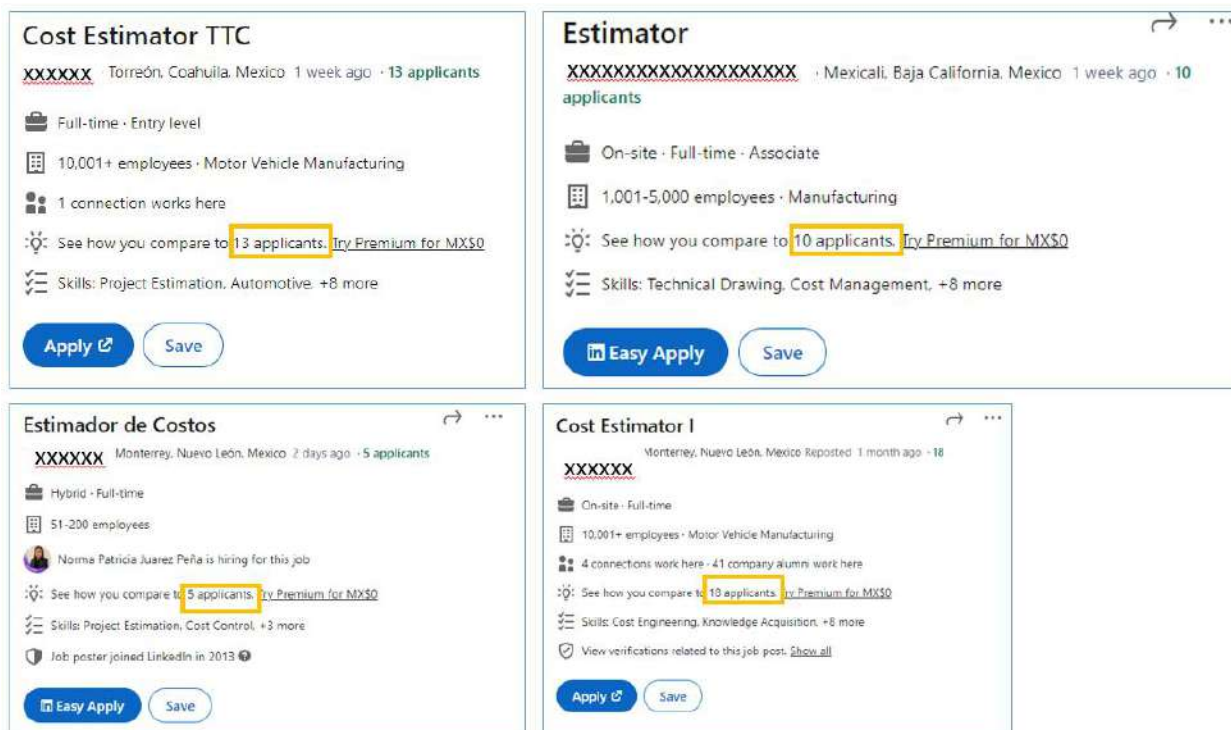 Cost Estimator TTC
XXXXXX · Torreón, Coahuila, Mexico 1 week ago · 13 applicants
Full-time · Entry level
10,001+ employees · Motor Vehicle Manufacturing
1 connection works here
See how you compare to 13 applicants. Try Premium for MX$0
Skills: Project Estimation, Automotive, +8 more
Apply
Save
Estimator
XXXXXXXXXXXXXXXXXXXX · Mexicali, Baja California, Mexico 1 week ago · 10
applicants
On-site · Full-time · Associate
1,001-5,000 employees · Manufacturing
See how you compare to 10 applicants. Try Premium for MX$0
Skills: Technical Drawing, Cost Management, +8 more
in Easy Apply
Save
Estimador de Costos
XXXXXX Monterrey, Nuevo León, Mexico 2 days ago · 5 applicants
Hybrid · Full-time
51-200 employees
Norma Patricia Juarez Peña is hiring for this job
See how you compare to 5 applicants. Try Premium for MX$0
Skills: Project Estimation, Cost Control, +3 more
Job poster joined LinkedIn in 2013
in Easy Apply
Save
Cost Estimator I
Monterrey, Nuevo León, Mexico Reposted 1 month ago · 18
XXXXXX
On-site · Full-time
10,001+ employees · Motor Vehicle Manufacturing
4 connections work here · 41 company alumni work here
See how you compare to 18 applicants. Try Premium for MX$0
Skills: Cost Engineering, Knowledge Acquisition, +8 more
View verifications related to this job post. Show all
Apply
Save